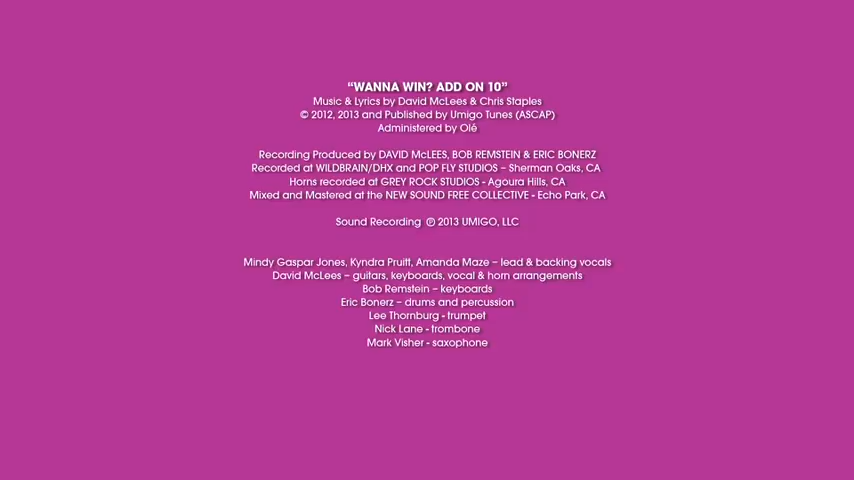 “WANNA WIN? ADD ON 10”
Music & Lyrics by David McLees & Chris Staples
© 2012, 2013 and Published by Umigo Tunes (ASCAP)
Administered by Olé
Recording Produced by DAVID McLEES, BOB REMSTEIN & ERIC BONERZ
Recorded at WILDBRAIN/DHX and POP FLY STUDIOS – Sherman Oaks, CA
Horns recorded at GREY ROCK STUDIOS - Agoura Hills, CA
Mixed and Mastered at the NEW SOUND FREE COLLECTIVE - Echo Park, CA
Sound Recording ℗ 2013 UMIGO, LLC
Mindy Gaspar Jones, Kyndra Pruitt, Amanda Maze – lead & backing vocals
David McLees – guitars, keyboards, vocal & horn arrangements
Bob Remstein – keyboards
Eric Bonerz – drums and percussion
Lee Thornburg - trumpet
Nick Lane - trombone
Mark Visher - saxophone